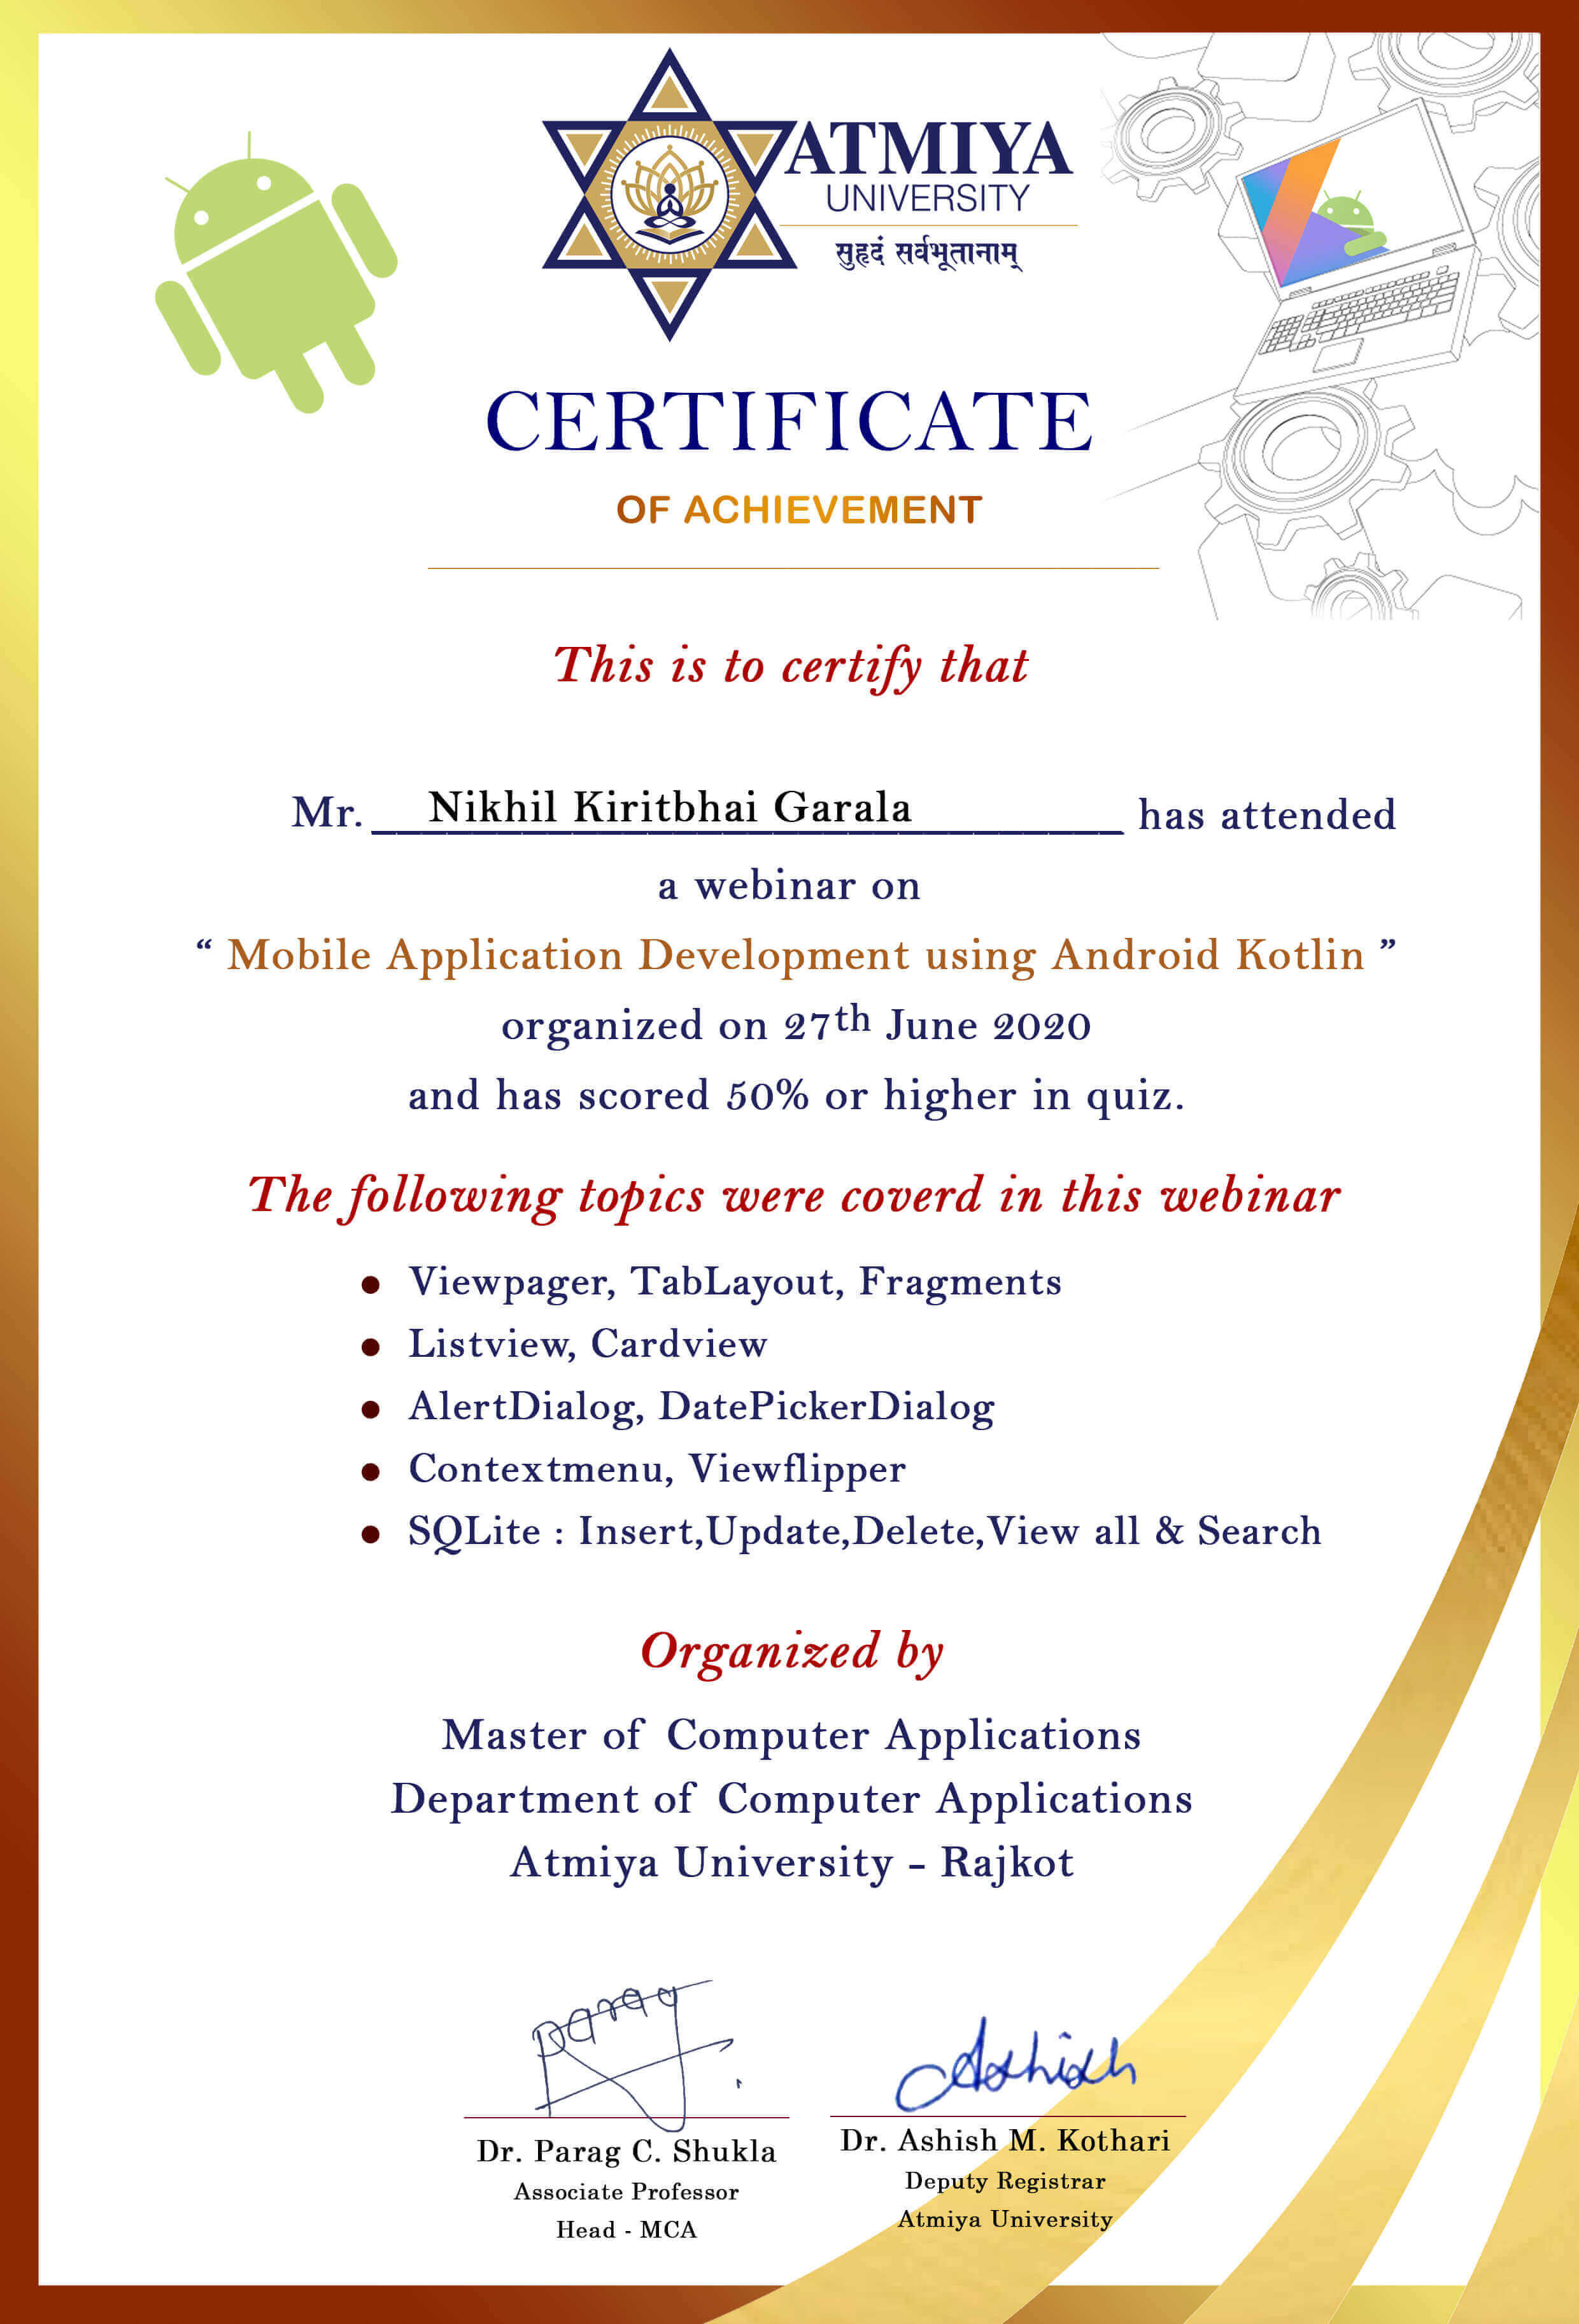 ATMIYA
UNIVERSITY
सुहृदं सर्वभूतानाम्
CERTIFICATE
OF ACHIEVEMENT
This is to certify that
Mr. Nikhil Kiritbhai Garala has attended
a webinar on
“ Mobile Application Development using Android Kotlin ”
organized on 27th June 2020
and has scored 50% or higher in quiz.
The following topics were coverd in this webinar
● Viewpager, TabLayout, Fragments
● Listview, Cardview
● AlertDialog, DatePickerDialog
● Contextmenu, Viewflipper
● SQLite : Insert,Update,Delete,View all & Search
Organized by
Master of Computer Applications
Department of Computer Applications
Atmiya University - Rajkot
Parag
Ashish
Dr. Parag C. Shukla
Associate Professor
Head - MCA
Dr. Ashish M. Kothari
Deputy Registrar
Atmiya University